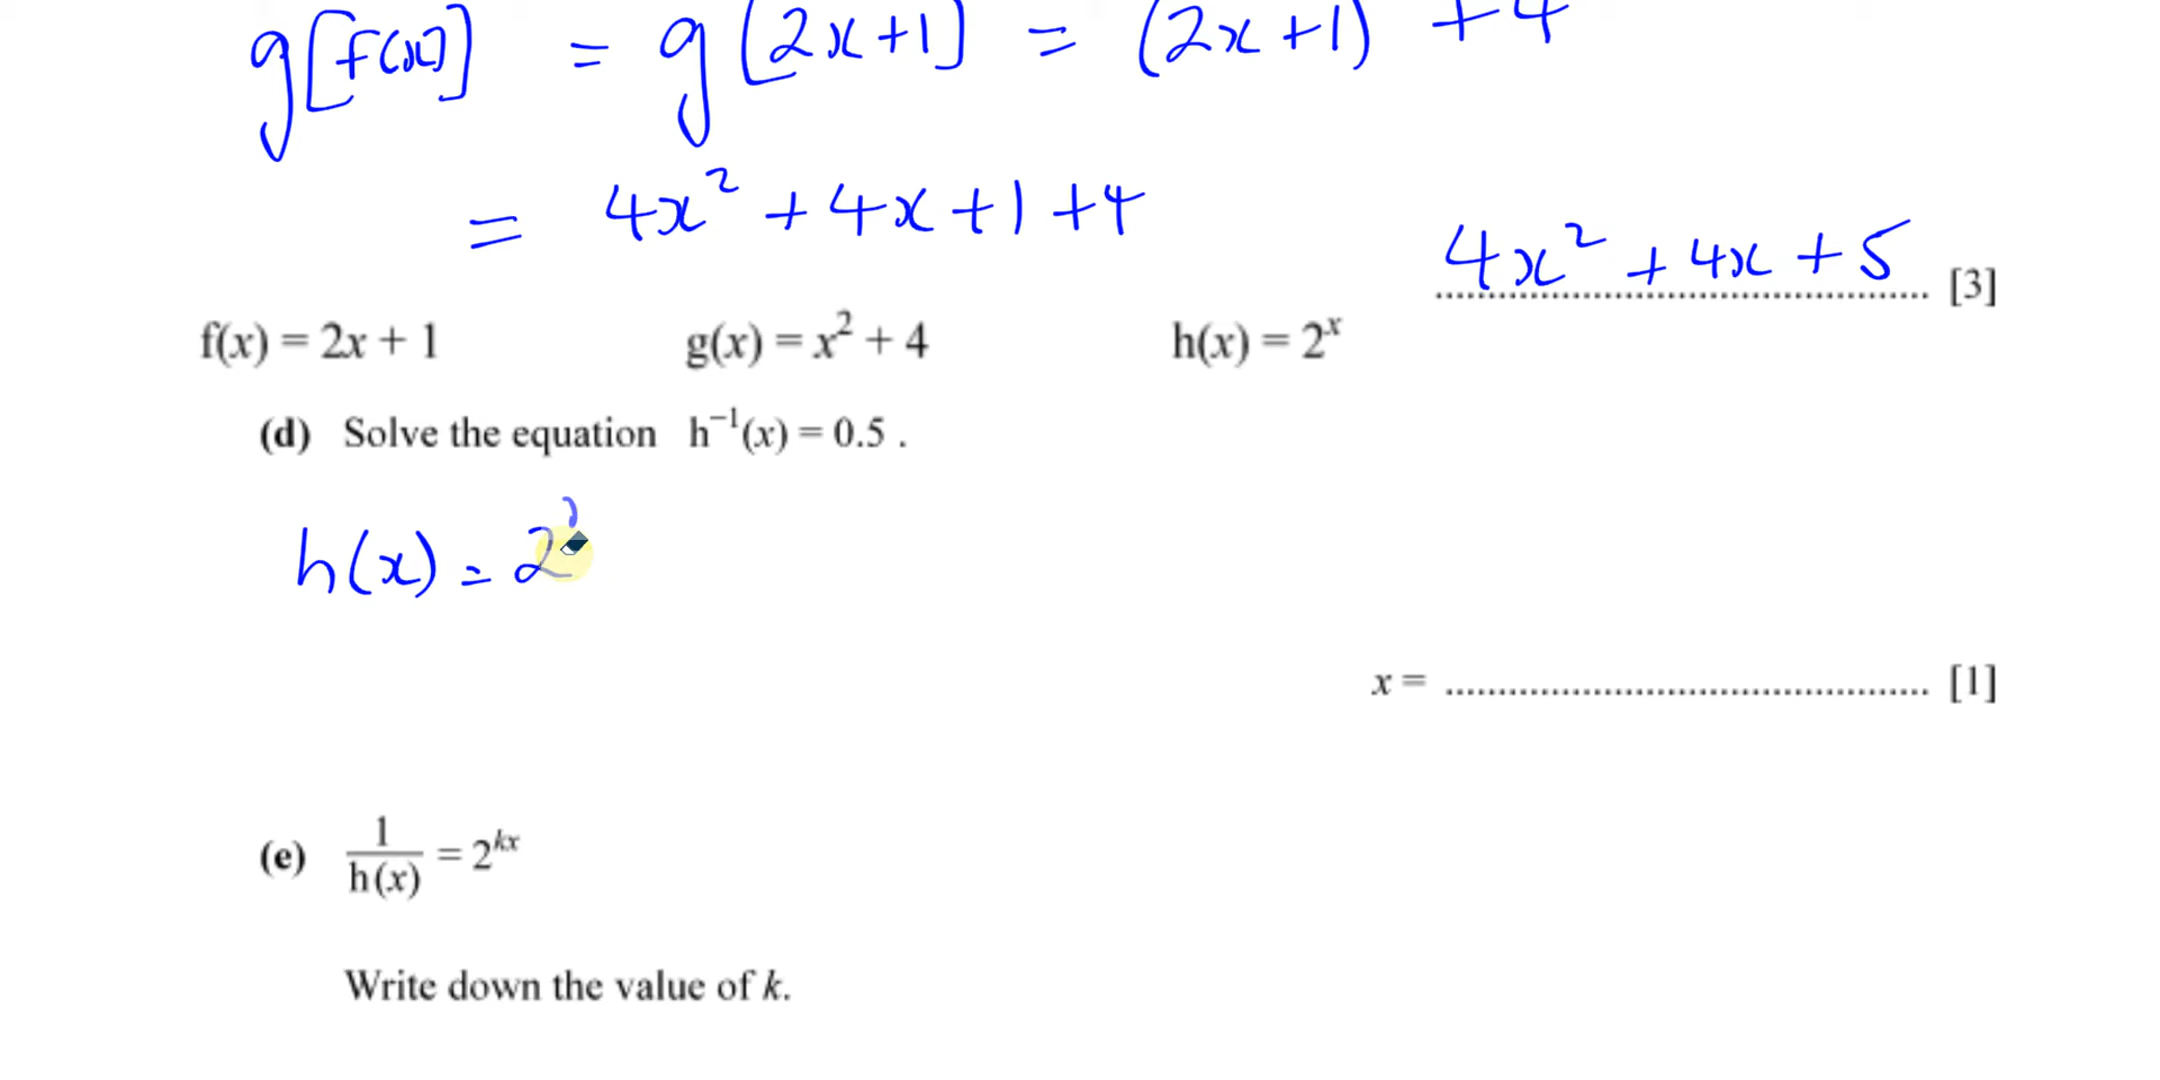 g[f(x)] = g[2x+1] = (2x+1) +4
= 4x² + 4x + 1 + 4
4x² + 4x + 5 [3]
f(x) = 2x + 1 g(x) = x² + 4 h(x) = 2ˣ
(d) Solve the equation h⁻¹(x) = 0.5 .
h(x) = 2
x = ................................................ [1]
(e) 1/h(x) = 2ᵏˣ
Write down the value of k.